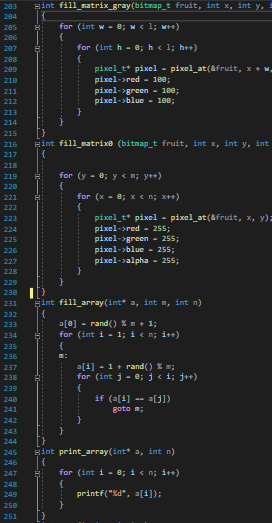 203 int fill_matrix_gray(bitmap_t fruit, int x, int y, i
204 {
205 for (int w = 0; w < l; w++)
206 {
207 for (int h = 0; h < l; h++)
208 {
209 pixel_t* pixel = pixel_at(&fruit, x + w,
210 pixel->red = 100;
211 pixel->green = 100;
212 pixel->blue = 100;
213 }
214 }
215 }
216 int fill_matrix0 (bitmap_t fruit, int x, int y, int
217 {
218
219 for (y = 0; y < m; y++)
220 {
221 for (x = 0; x < n; x++)
222 {
223 pixel_t* pixel = pixel_at(&fruit, x, y);
224 pixel->red = 255;
225 pixel->green = 255;
226 pixel->blue = 255;
227 pixel->alpha = 255;
228 }
229 }
230 }
231 int fill_array(int* a, int m, int n)
232 {
233 a[0] = rand() % m + 1;
234 for (int i = 1; i < n; i++)
235 {
236 m:
237 a[i] = 1 + rand() % m;
238 for (int j = 0; j < i; j++)
239 {
240 if (a[i] == a[j])
241 goto m;
242 }
243 }
244 }
245 int print_array(int* a, int n)
246 {
247 for (int i = 0; i < n; i++)
248 {
249 printf("%d", a[i]);
250 }
251 }